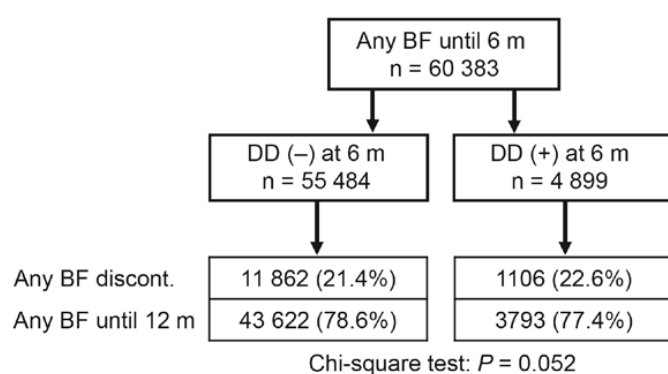 Any BF until 6 m
n = 60 383
DD (–) at 6 m
n = 55 484
DD (+) at 6 m
n = 4 899
Any BF discont.
11 862 (21.4%)
1106 (22.6%)
Any BF until 12 m
43 622 (78.6%)
3793 (77.4%)
Chi-square test: P = 0.052